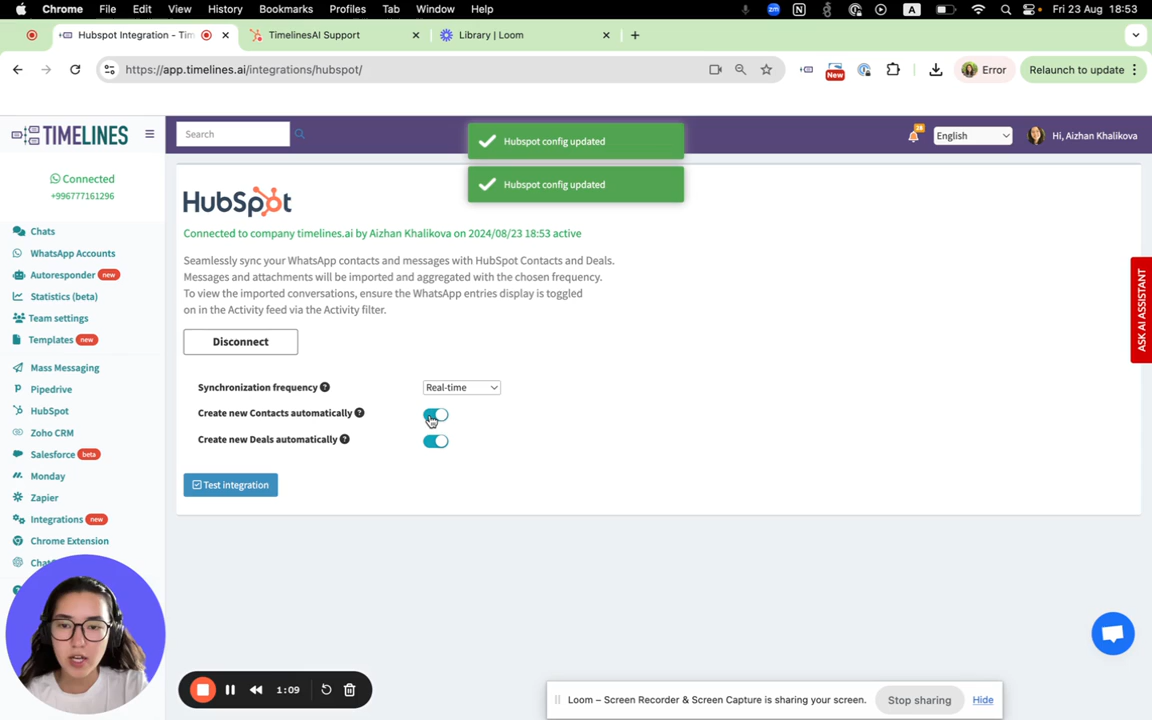 Chrome File Edit View History Bookmarks Profiles Tab Window Help
zm A Fri 23 Aug 18:53
Hubspot Integration - Tim
TimelinesAI Support
Library | Loom
https://app.timelines.ai/integrations/hubspot/
New
Error
Relaunch to update
TIMELINES
Search
Hubspot config updated
Hubspot config updated
28
English
Hi, Aizhan Khalikova
Connected
+996777161296
Chats
WhatsApp Accounts
Autoresponder new
Statistics (beta)
Team settings
Templates new
Mass Messaging
Pipedrive
HubSpot
Zoho CRM
Salesforce beta
Monday
Zapier
Integrations new
Chrome Extension
HubSpot
Connected to company timelines.ai by Aizhan Khalikova on 2024/08/23 18:53 active
Seamlessly sync your WhatsApp contacts and messages with HubSpot Contacts and Deals.
Messages and attachments will be imported and aggregated with the chosen frequency.
To view the imported conversations, ensure the WhatsApp entries display is toggled
on in the Activity feed via the Activity filter.
Disconnect
Synchronization frequency ?
Real-time
Create new Contacts automatically ?
Create new Deals automatically ?
Test integration
ASK AI ASSISTANT
1:09
Loom – Screen Recorder & Screen Capture is sharing your screen.
Stop sharing
Hide